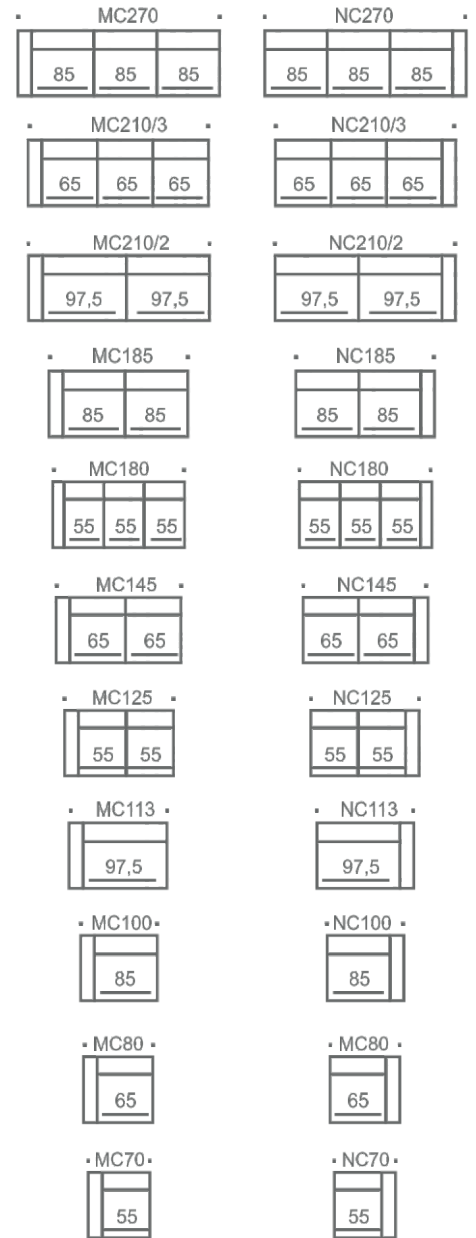 MC270 NC270
85 85 85 85 85 85
MC210/3 NC210/3
65 65 65 65 65 65
MC210/2 NC210/2
97,5 97,5 97,5 97,5
MC185 NC185
85 85 85 85
MC180 NC180
55 55 55 55 55 55
MC145 NC145
65 65 65 65
MC125 NC125
55 55 55 55
MC113 NC113
97,5 97,5
MC100 NC100
85 85
MC80 MC80
65 65
MC70 NC70
55 55